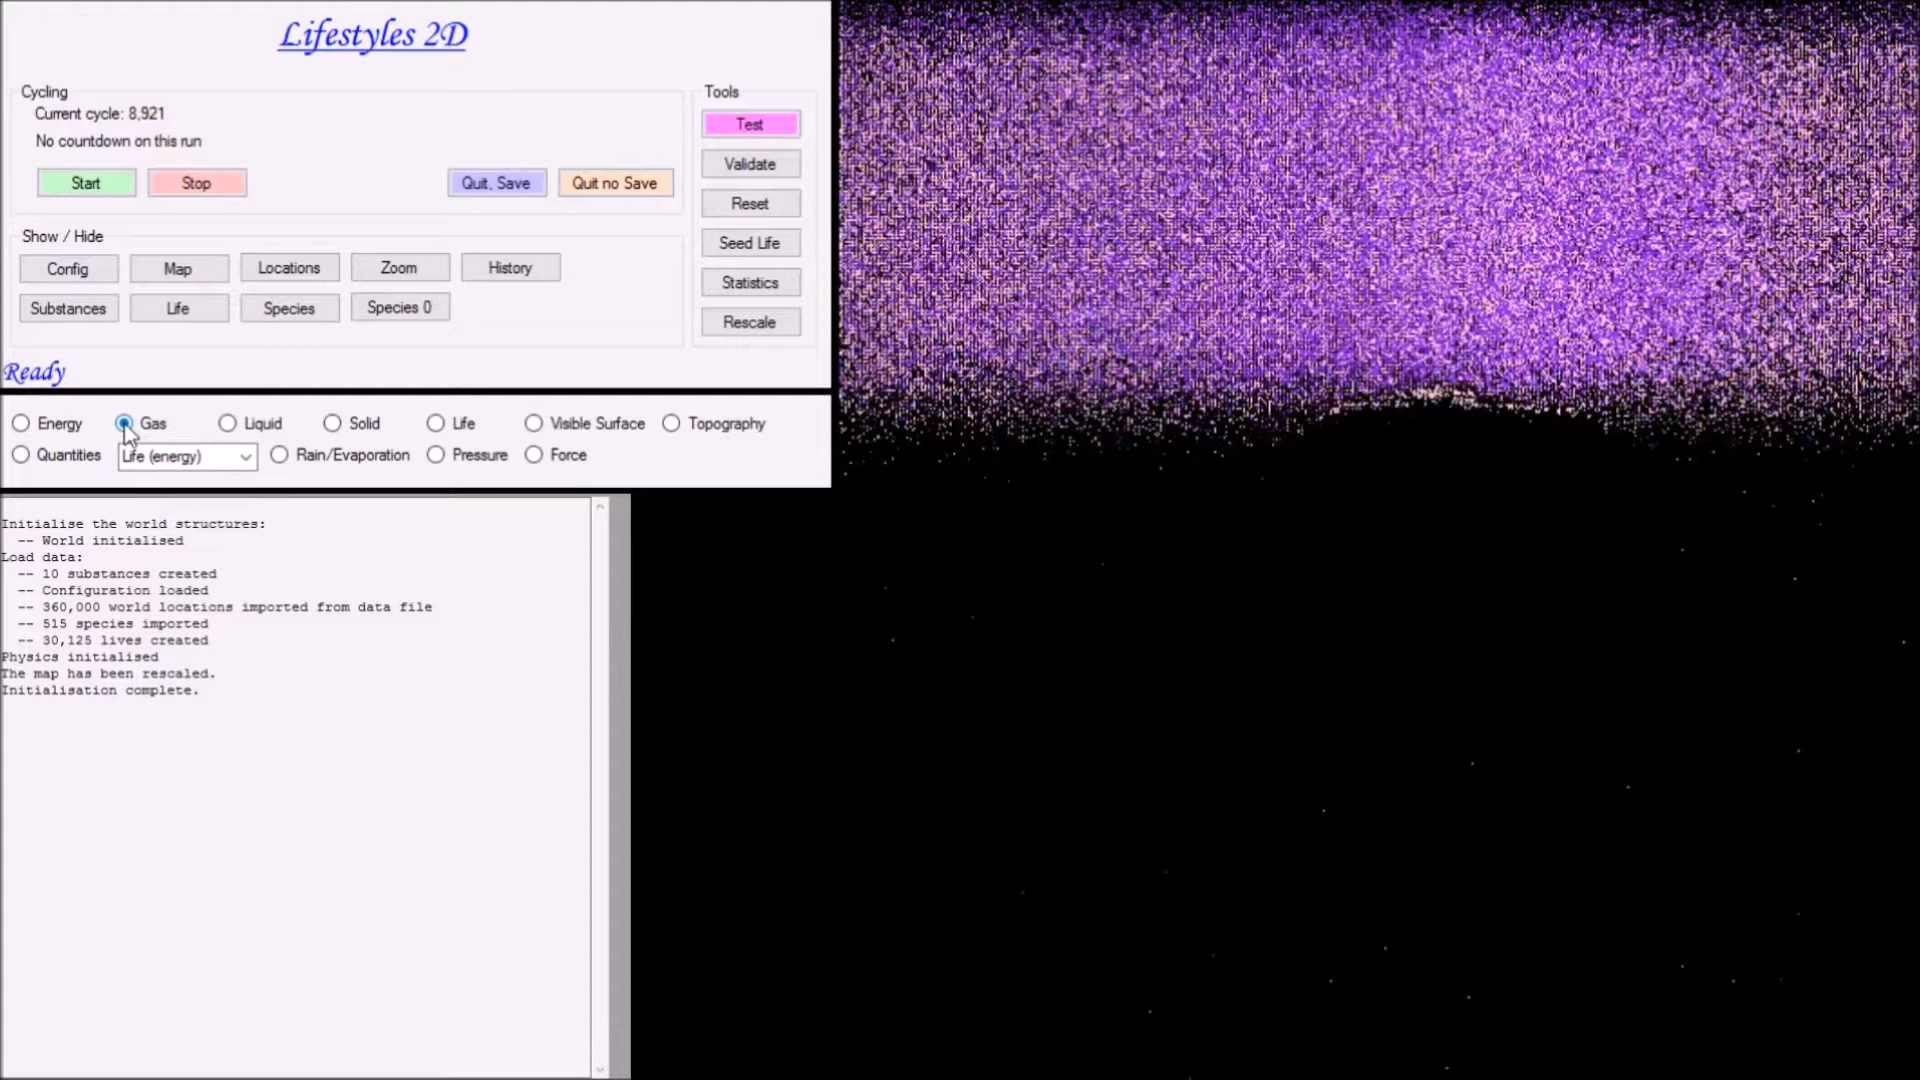 Lifestyles 2D
Cycling
Current cycle: 8,921
No countdown on this run
Start
Stop
Quit, Save
Quit no Save
Tools
Test
Validate
Reset
Seed Life
Statistics
Rescale
Show / Hide
Config
Map
Locations
Zoom
History
Substances
Life
Species
Species 0
Ready
Energy
Gas
Liquid
Solid
Life
Visible Surface
Topography
Quantities
Life (energy)
Rain/Evaporation
Pressure
Force
Initialise the world structures:
-- World initialised
Load data:
-- 10 substances created
-- Configuration loaded
-- 360,000 world locations imported from data file
-- 515 species imported
-- 30,125 lives created
Physics initialised
The map has been rescaled.
Initialisation complete.